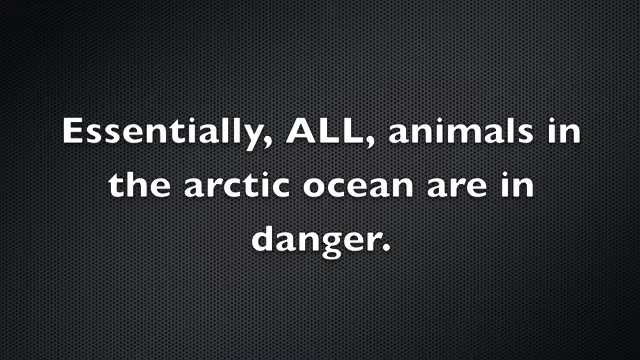 Essentially, ALL, animals in
the arctic ocean are in
danger.